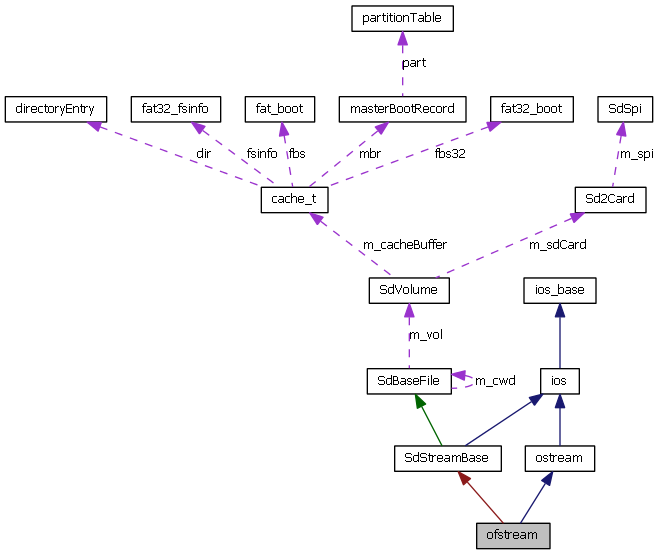 partitionTable
part
directoryEntry
fat32_fsinfo
fat_boot
masterBootRecord
fat32_boot
SdSpi
dir
fsinfo
fbs
mbr
fbs32
m_spi
cache_t
Sd2Card
m_cacheBuffer
m_sdCard
SdVolume
ios_base
m_vol
SdBaseFile
m_cwd
ios
SdStreamBase
ostream
ofstream